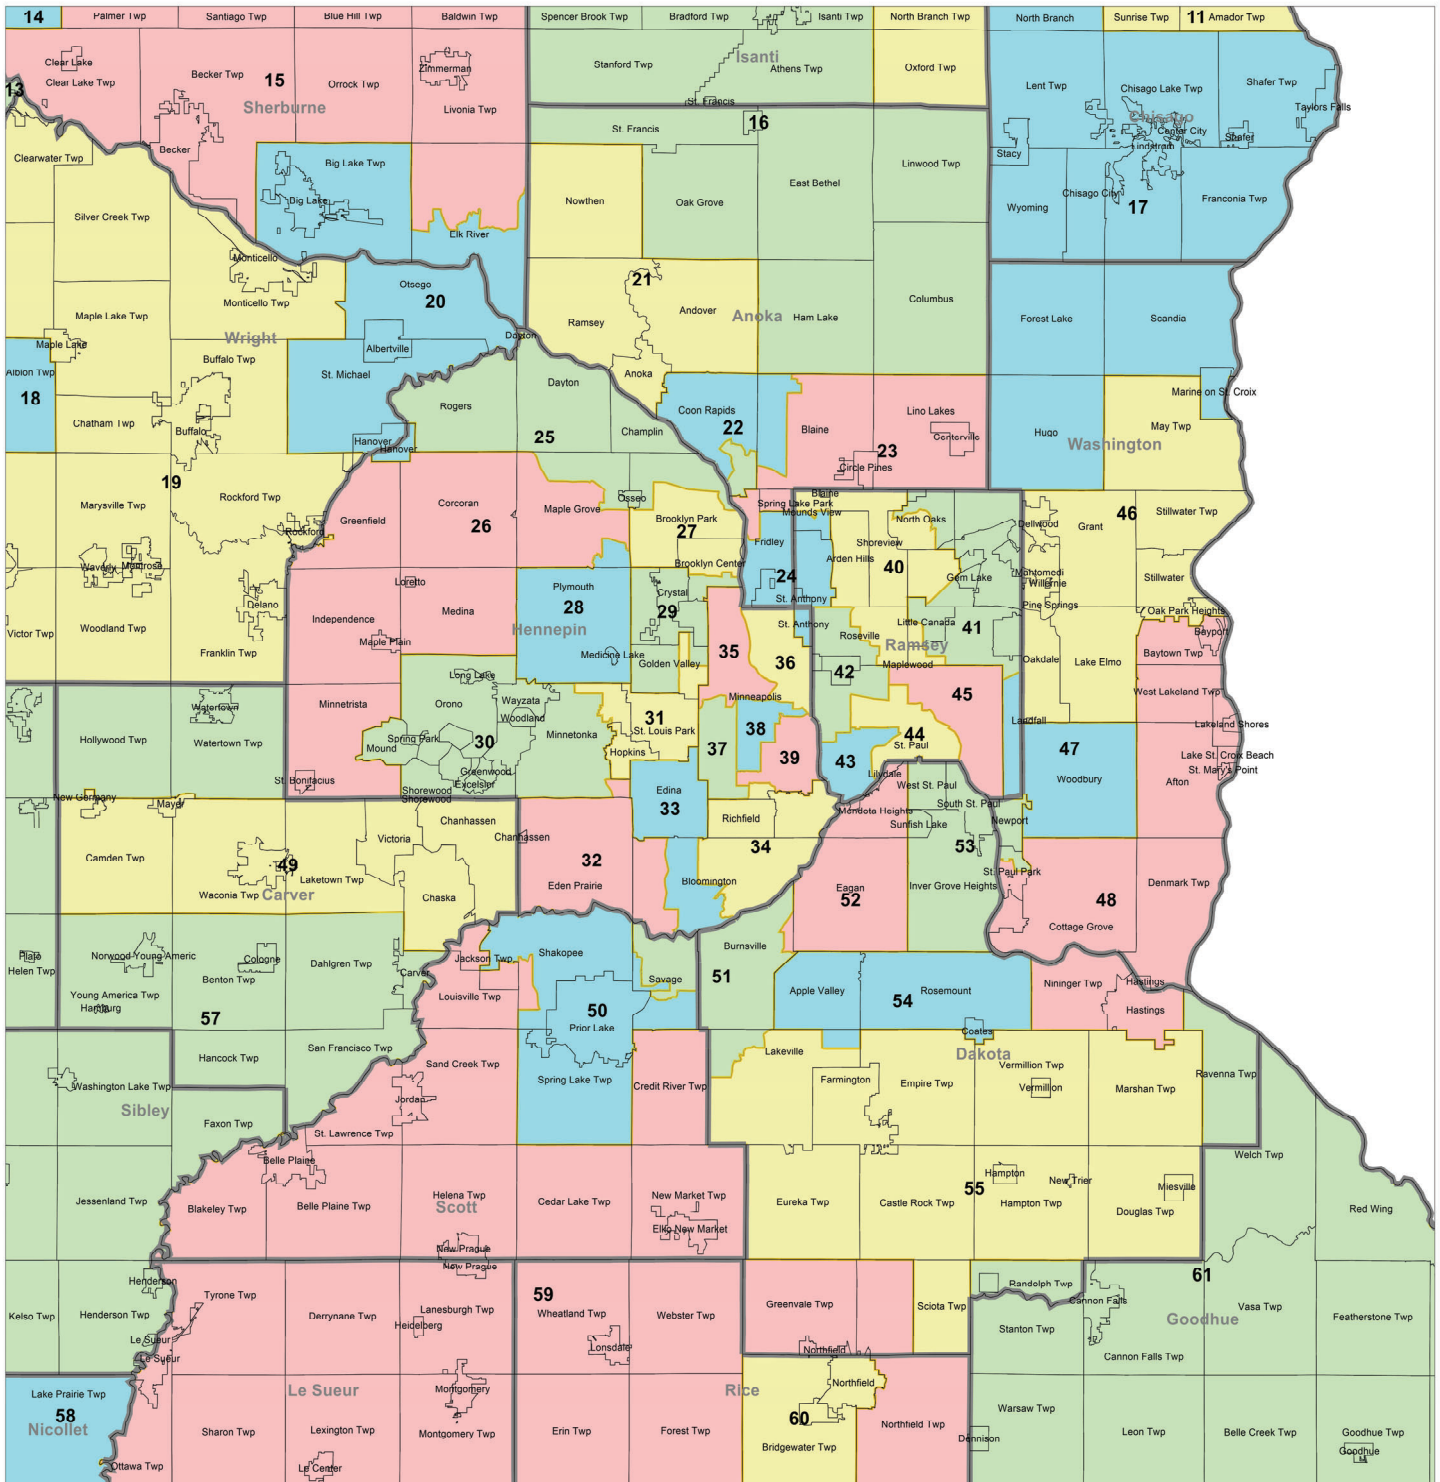 14
Palmer Twp
Santiago Twp
Blue Hill Twp
Baldwin Twp
Spencer Brook Twp
Bradford Twp
Isanti Twp
North Branch Twp
North Branch
Sunrise Twp
11
Amador Twp
Clear Lake
Clear Lake Twp
Becker Twp
15
Orrock Twp
Zimmerman
Sherburne
Livonia Twp
Stanford Twp
Isanti
Athens Twp
Oxford Twp
St. Francis
Lent Twp
Chisago Lake Twp
Shafer Twp
Taylors Falls
Chisago
Center City
Lindstrom
Shafer
13
Clearwater Twp
Becker
Big Lake Twp
Big Lake
St. Francis
16
East Bethel
Linwood Twp
Stacy
Nowthen
Oak Grove
Wyoming
Chisago City
17
Franconia Twp
Silver Creek Twp
Elk River
Monticello
Monticello Twp
Otsego
20
21
Ramsey
Andover
Anoka
Ham Lake
Columbus
Forest Lake
Scandia
Maple Lake Twp
Maple Lake
Wright
Buffalo Twp
Albertville
Dayton
St. Michael
Albion Twp
18
Dayton
Anoka
Rogers
Chatham Twp
Buffalo
Hanover
Hanover
25
Champlin
Coon Rapids
22
Blaine
Lino Lakes
Centerville
23
Circle Pines
Hugo
Washington
Marine on St. Croix
May Twp
19
Marysville Twp
Rockford Twp
Rockford
Greenfield
Corcoran
26
Maple Grove
Osseo
Brooklyn Park
27
Brooklyn Center
Spring Lake Park
Blaine
Mounds View
Fridley
North Oaks
Shoreview
Arden Hills
40
Gem Lake
Dellwood
Grant
46
Stillwater Twp
Mahtomedi
Willernie
Stillwater
Pine Springs
Oak Park Heights
Bayport
Waverly
Montrose
Delano
Woodland Twp
Victor Twp
Franklin Twp
Loretto
Independence
Medina
Maple Plain
Plymouth
28
Hennepin
Medicine Lake
Crystal
29
Golden Valley
24
St. Anthony
St. Anthony
35
36
Minneapolis
Roseville
Little Canada
41
Ramsey
42
Maplewood
45
Oakdale
Lake Elmo
Baytown Twp
West Lakeland Twp
Lakeland Shores
Lake St. Croix Beach
St. Mary's Point
Hollywood Twp
Watertown
Watertown Twp
Minnetrista
Long Lake
Orono
Wayzata
Woodland
Spring Park
Mound
30
Minnetonka
Greenwood
Excelsior
Shorewood
Shorewood
St. Bonifacius
31
St. Louis Park
Hopkins
37
38
39
43
44
St. Paul
Lilydale
Landfall
47
Woodbury
Afton
New Germany
Mayer
Camden Twp
Waconia Twp
49
Carver
Laketown Twp
Victoria
Chanhassen
Chanhassen
Chaska
32
Eden Prairie
Edina
33
Richfield
34
Bloomington
Mendota Heights
West St. Paul
South St. Paul
Sunfish Lake
Newport
53
Inver Grove Heights
St. Paul Park
Eagan
52
Cottage Grove
48
Denmark Twp
Plato
Helen Twp
Norwood Young Americ
Cologne
Benton Twp
Dahlgren Twp
Carver
Young America Twp
Hamburg
57
Hancock Twp
San Francisco Twp
Jackson Twp
Louisville Twp
Shakopee
Savage
50
Prior Lake
Spring Lake Twp
Credit River Twp
Burnsville
51
Apple Valley
54
Rosemount
Coates
Nininger Twp
Hastings
Hastings
Lakeville
Dakota
Farmington
Empire Twp
Vermillion Twp
Vermillion
Marshan Twp
Ravenna Twp
Washington Lake Twp
Sibley
Faxon Twp
Sand Creek Twp
Jordan
St. Lawrence Twp
Belle Plaine
Jessenland Twp
Blakeley Twp
Belle Plaine Twp
Helena Twp
Scott
Cedar Lake Twp
New Market Twp
Elko New Market
New Prague
New Prague
Eureka Twp
Castle Rock Twp
55
Hampton
Hampton Twp
New Trier
Miesville
Douglas Twp
Welch Twp
Red Wing
Henderson
Kelso Twp
Henderson Twp
Le Sueur
Le Sueur
Tyrone Twp
Derrynane Twp
Lanesburgh Twp
Heidelberg
59
Wheatland Twp
Webster Twp
Lonsdale
Greenvale Twp
Northfield
Sciota Twp
Randolph Twp
Cannon Falls
Stanton Twp
61
Goodhue
Vasa Twp
Featherstone Twp
Cannon Falls Twp
Lake Prairie Twp
58
Nicollet
Le Sueur
Montgomery
Sharon Twp
Lexington Twp
Montgomery Twp
Ottawa Twp
Le Center
Erin Twp
Forest Twp
Rice
60
Northfield
Bridgewater Twp
Northfield Twp
Dennison
Warsaw Twp
Leon Twp
Belle Creek Twp
Goodhue Twp
Goodhue